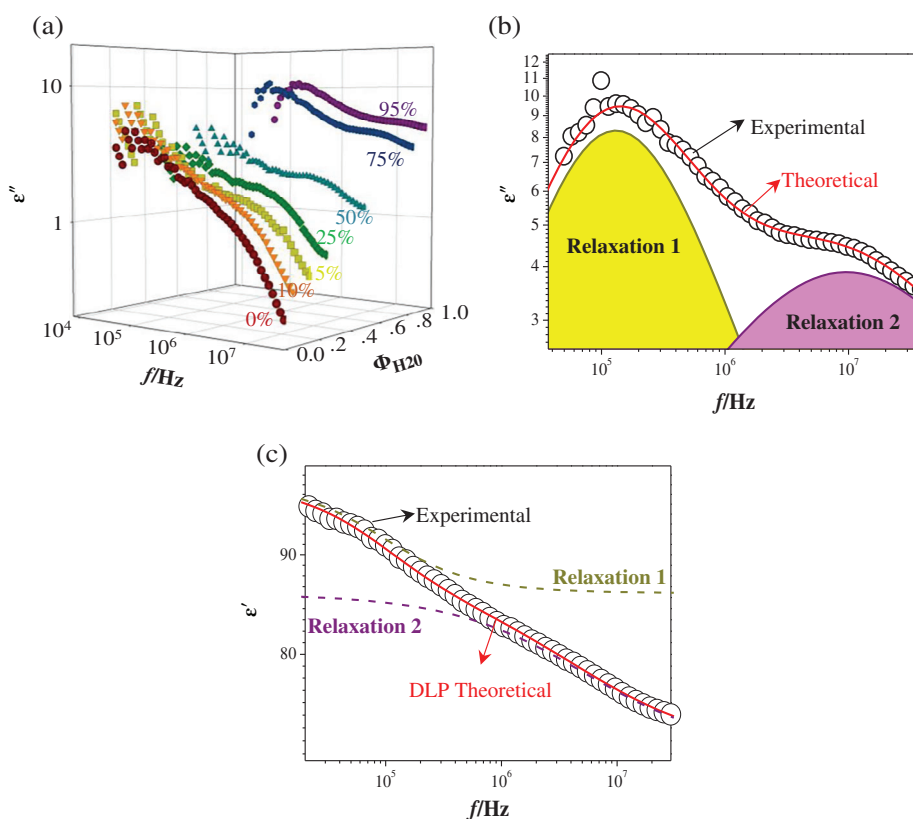 (a)
10
1
ε″
95%
75%
50%
25%
15%
10%
0%
10⁴
10⁵
10⁶
10⁷
f/Hz
0.0 .2 .4 .6 .8 1.0
Φ_H20
(b)
12
11
10
9
8
7
6
5
4
3
ε″
Experimental
Theoretical
Relaxation 1
Relaxation 2
10⁵
10⁶
10⁷
f/Hz
(c)
90
80
ε′
Experimental
Relaxation 1
Relaxation 2
DLP Theoretical
10⁵
10⁶
10⁷
f/Hz